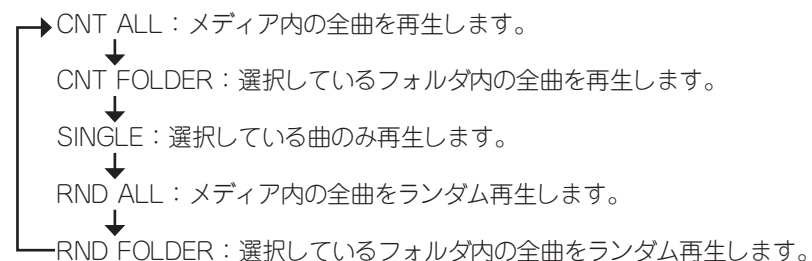 CNT ALL：メディア内の全曲を再生します。
CNT FOLDER：選択しているフォルダ内の全曲を再生します。
SINGLE：選択している曲のみ再生します。
RND ALL：メディア内の全曲をランダム再生します。
RND FOLDER：選択しているフォルダ内の全曲をランダム再生します。